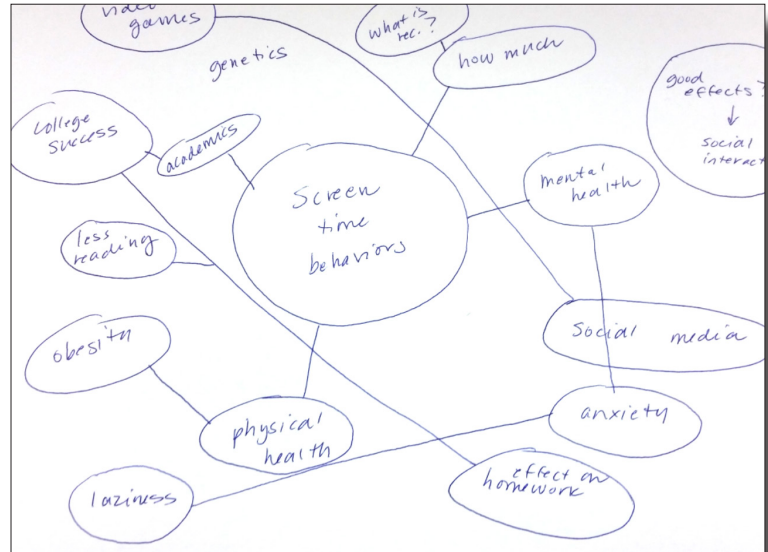 video
games
genetics
what is
rec.?
how much
good
effects?
↓
social
interact
college
success
academics
mental
health
Screen
time
behaviors
less
reading
Social media
obesity
anxiety
physical
health
effect on
homework
laziness